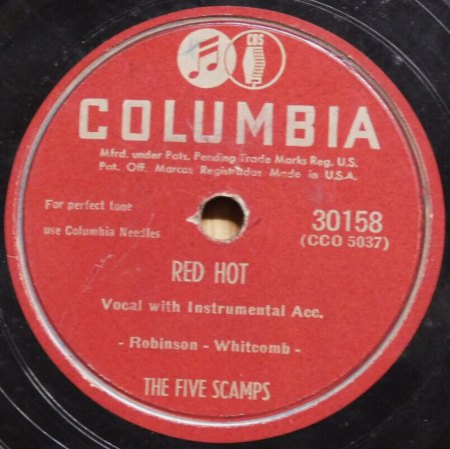 CBS
COLUMBIA
Mfrd. under Pats. Pending Trade Marks Reg. U.S.
Pat. Off. Marcas Registradas Made in U.S.A.
For perfect tone
use Columbia Needles
30158
(CCO 5037)
RED HOT
Vocal with Instrumental Acc.
- Robinson - Whitcomb -
THE FIVE SCAMPS